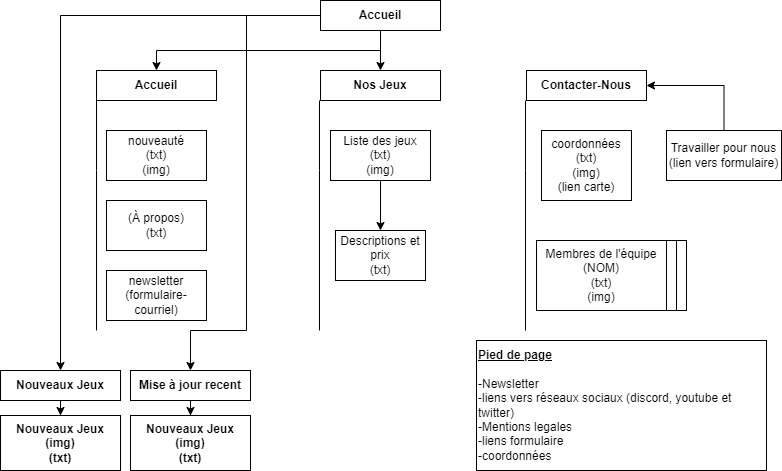 Accueil
Accueil
nouveauté
(txt)
(img)
(À propos)
(txt)
newsletter
(formulaire-
courriel)
Nos Jeux
Liste des jeux
(txt)
(img)
Descriptions et
prix
(txt)
Contacter-Nous
coordonnées
(txt)
(img)
(lien carte)
Travailler pour nous
(lien vers formulaire)
Membres de l'équipe
(NOM)
(txt)
(img)
Nouveaux Jeux
Nouveaux Jeux
(img)
(txt)
Mise à jour recent
Nouveaux Jeux
(img)
(txt)
Pied de page
-Newsletter
-liens vers réseaux sociaux (discord, youtube et
twitter)
-Mentions legales
-liens formulaire
-coordonnées